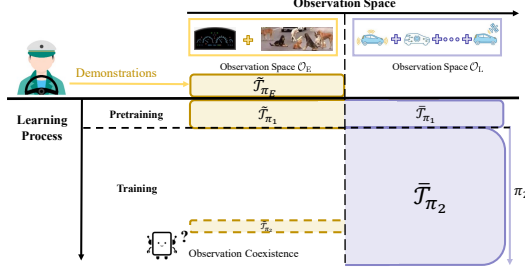 Observation Space
Observation Space 𝒪_E
Observation Space 𝒪_L
Demonstrations
𝒯̃_{π_E}
Learning
Process
Pretraining
𝒯̃_{π_1}
𝒯̄_{π_1}
Training
𝒯̄_{π_2}
π_2
?
Observation Coexistence